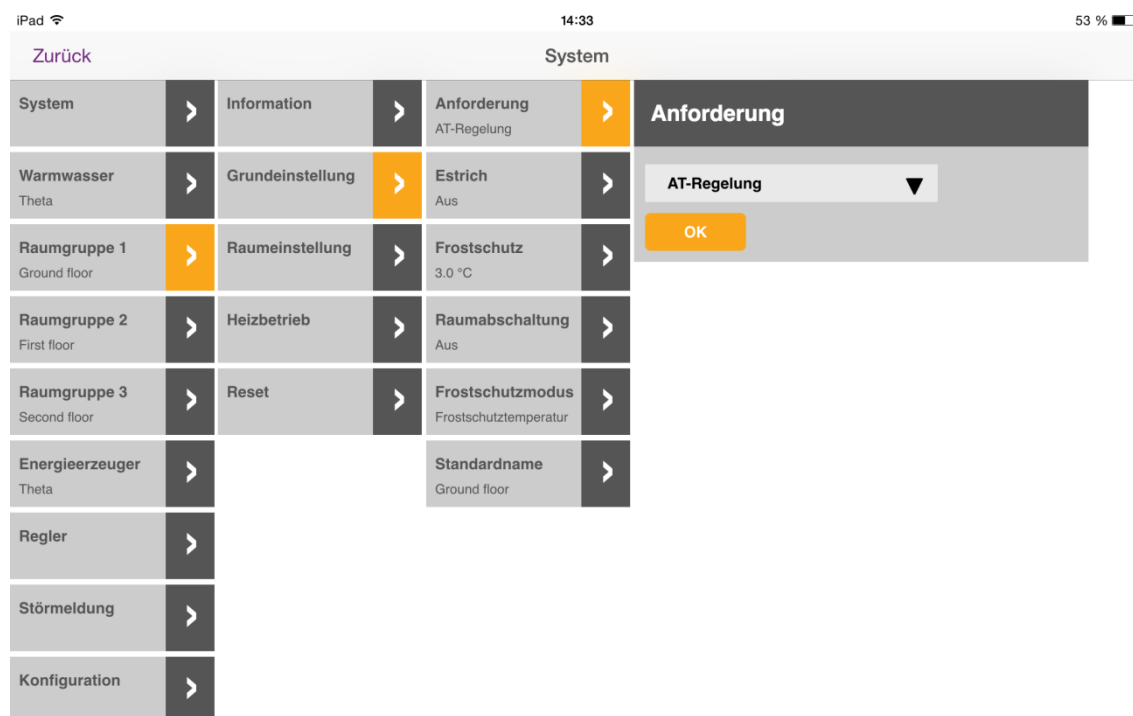 iPad 14:33 53 %
Zurück System
System
Warmwasser
Theta
Raumgruppe 1
Ground floor
Raumgruppe 2
First floor
Raumgruppe 3
Second floor
Energieerzeuger
Theta
Regler
Störmeldung
Konfiguration
Information
Grundeinstellung
Raumeinstellung
Heizbetrieb
Reset
Anforderung
AT-Regelung
Estrich
Aus
Frostschutz
3.0 °C
Raumabschaltung
Aus
Frostschutzmodus
Frostschutztemperatur
Standardname
Ground floor
Anforderung
AT-Regelung
OK